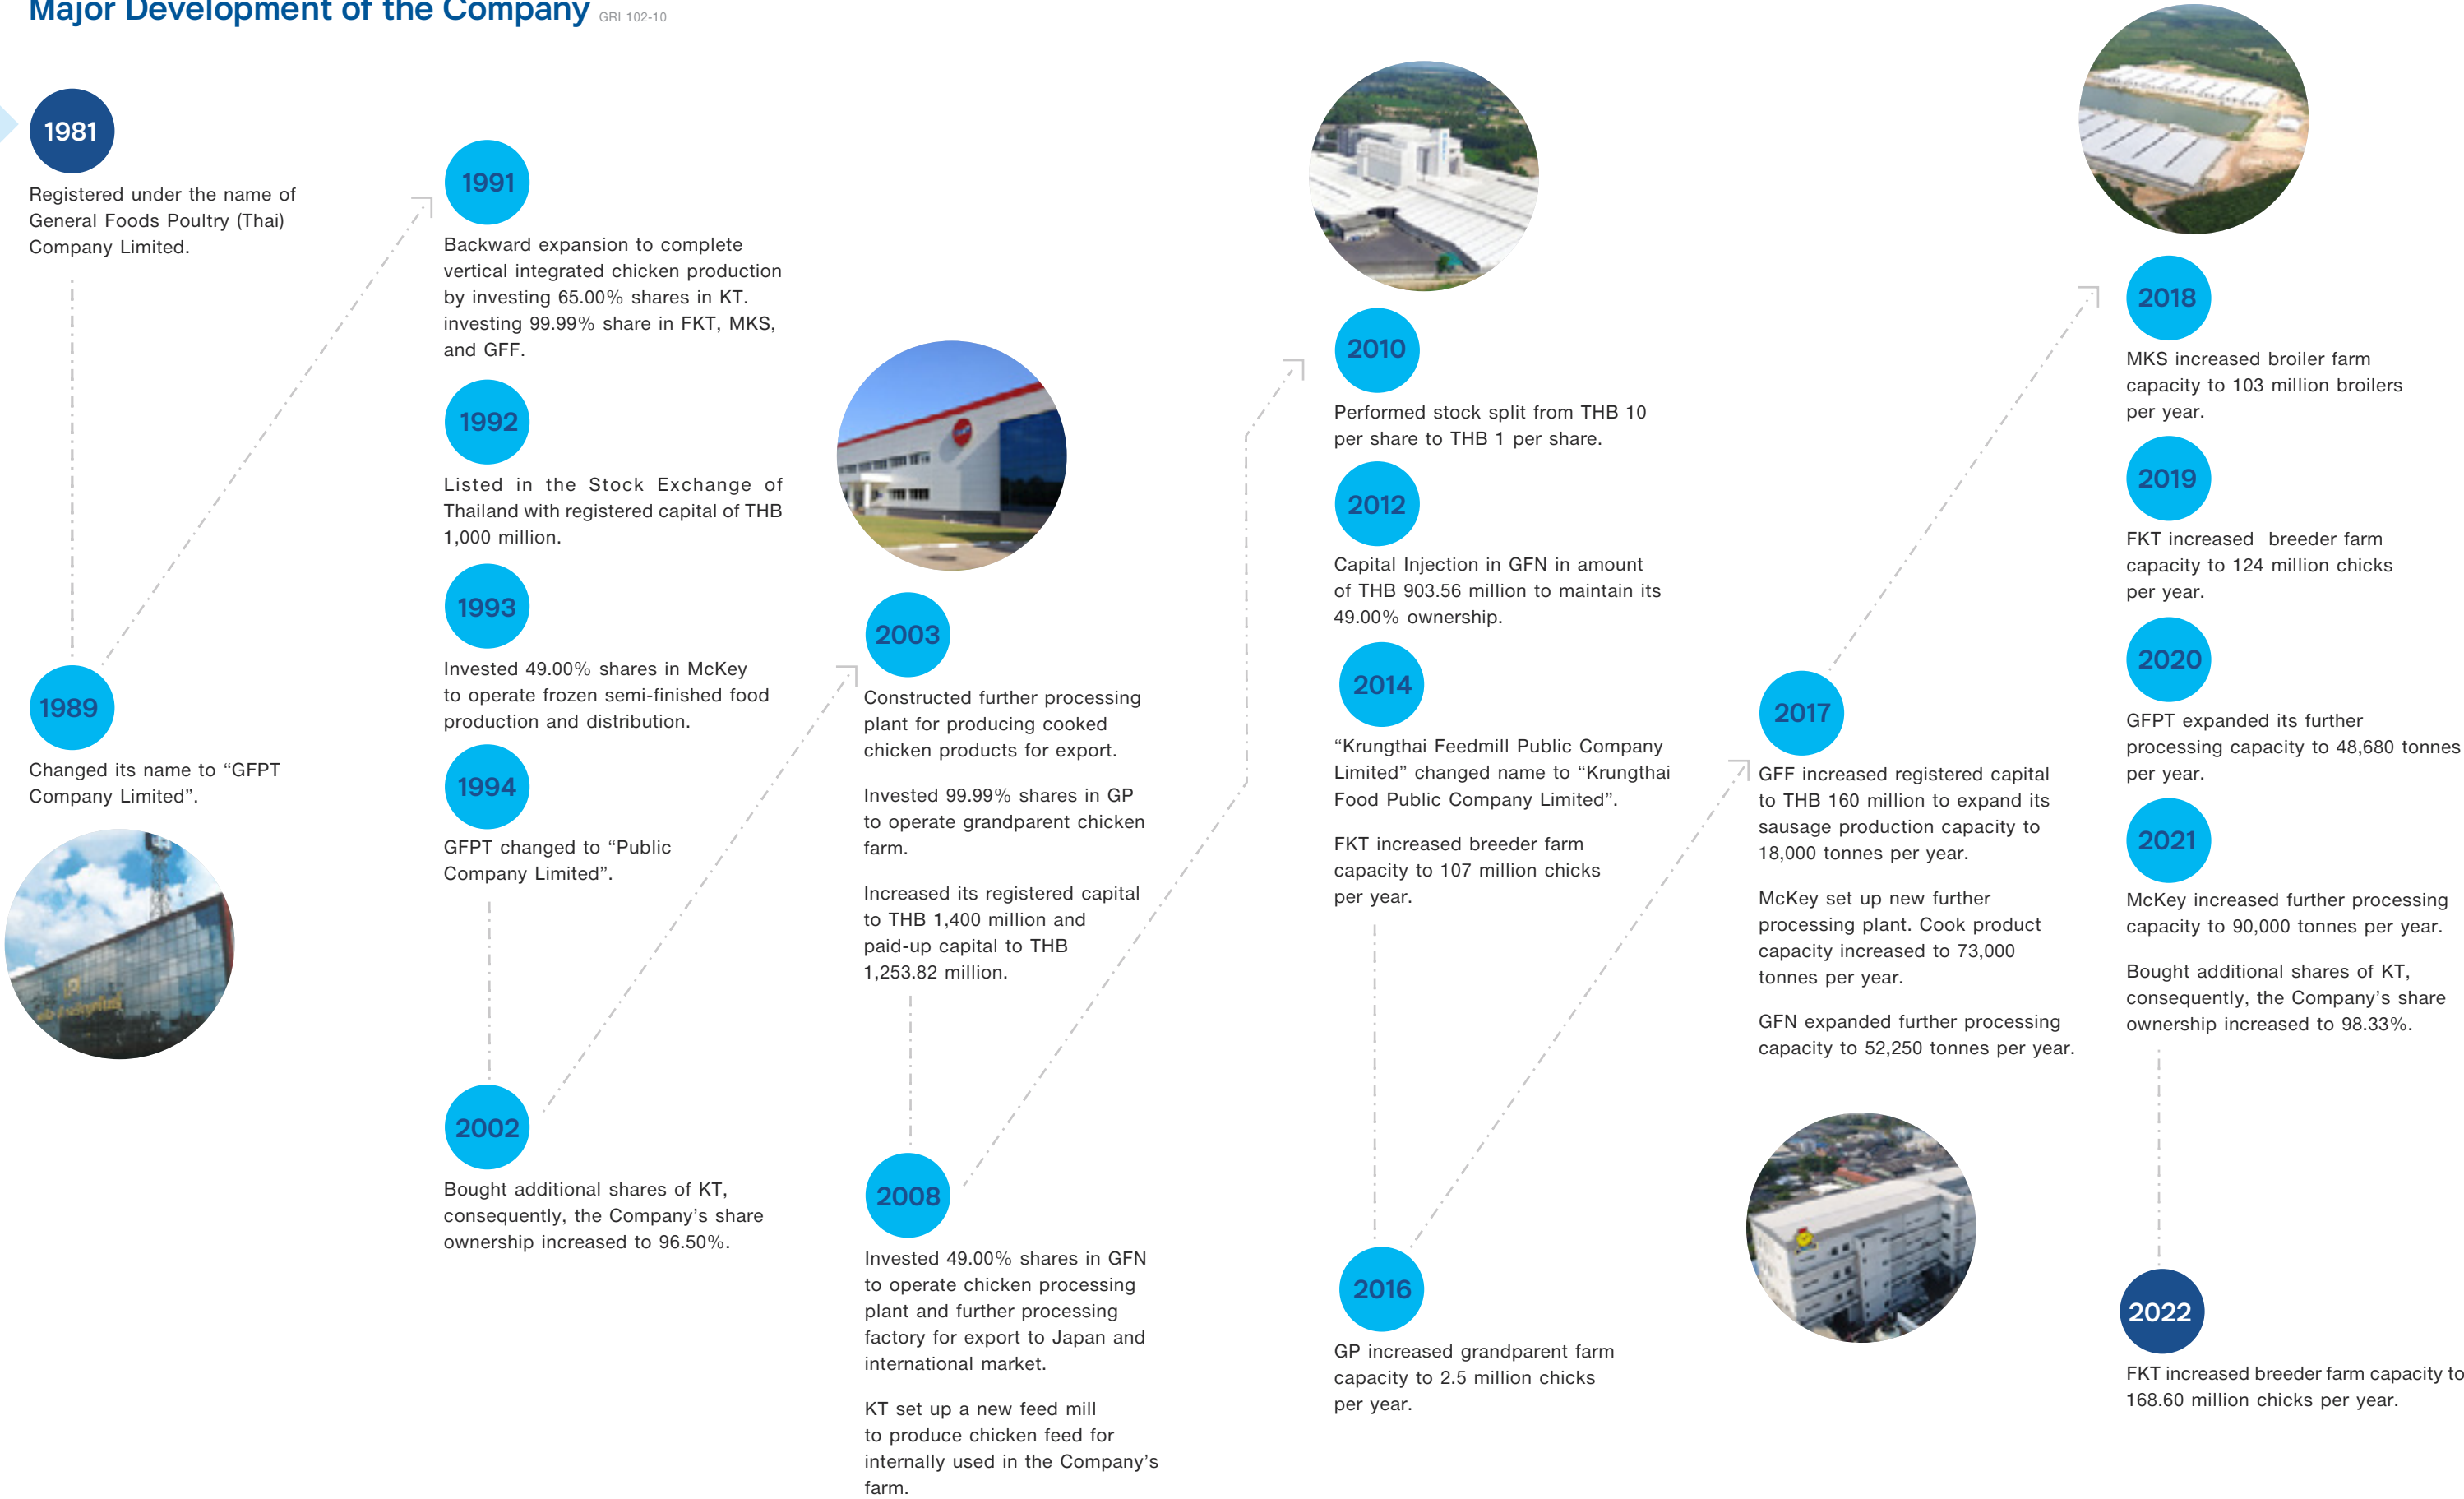 Major Development of the Company GRI 102-10
1981
Registered under the name of
General Foods Poultry (Thai)
Company Limited.
1989
Changed its name to “GFPT
Company Limited”.
1991
Backward expansion to complete
vertical integrated chicken production
by investing 65.00% shares in KT.
investing 99.99% share in FKT, MKS,
and GFF.
1992
Listed in the Stock Exchange of
Thailand with registered capital of THB
1,000 million.
1993
Invested 49.00% shares in McKey
to operate frozen semi-finished food
production and distribution.
1994
GFPT changed to “Public
Company Limited”.
2002
Bought additional shares of KT,
consequently, the Company’s share
ownership increased to 96.50%.
2003
Constructed further processing
plant for producing cooked
chicken products for export.
Invested 99.99% shares in GP
to operate grandparent chicken
farm.
Increased its registered capital
to THB 1,400 million and
paid-up capital to THB
1,253.82 million.
2008
Invested 49.00% shares in GFN
to operate chicken processing
plant and further processing
factory for export to Japan and
international market.
KT set up a new feed mill
to produce chicken feed for
internally used in the Company’s
farm.
2010
Performed stock split from THB 10
per share to THB 1 per share.
2012
Capital Injection in GFN in amount
of THB 903.56 million to maintain its
49.00% ownership.
2014
“Krungthai Feedmill Public Company
Limited” changed name to “Krungthai
Food Public Company Limited”.
FKT increased breeder farm
capacity to 107 million chicks
per year.
2016
GP increased grandparent farm
capacity to 2.5 million chicks
per year.
2017
GFF increased registered capital
to THB 160 million to expand its
sausage production capacity to
18,000 tonnes per year.
McKey set up new further
processing plant. Cook product
capacity increased to 73,000
tonnes per year.
GFN expanded further processing
capacity to 52,250 tonnes per year.
2018
MKS increased broiler farm
capacity to 103 million broilers
per year.
2019
FKT increased breeder farm
capacity to 124 million chicks
per year.
2020
GFPT expanded its further
processing capacity to 48,680 tonnes
per year.
2021
McKey increased further processing
capacity to 90,000 tonnes per year.
Bought additional shares of KT,
consequently, the Company’s share
ownership increased to 98.33%.
2022
FKT increased breeder farm capacity to
168.60 million chicks per year.